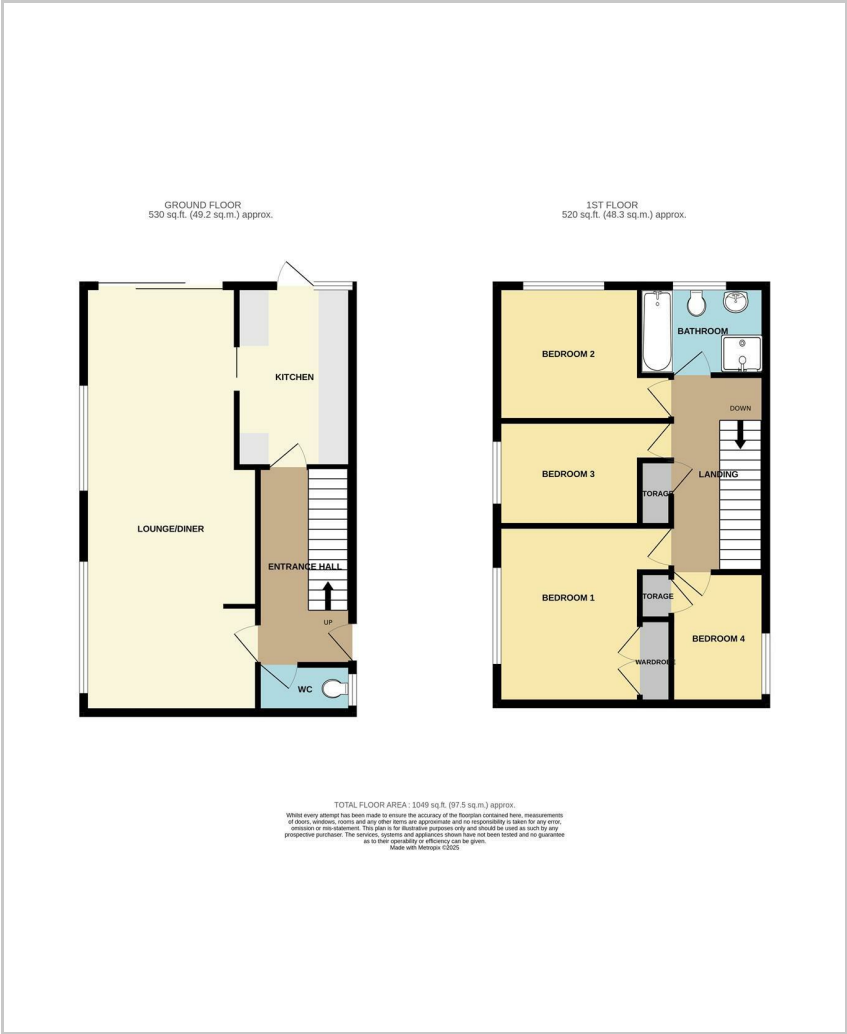 GROUND FLOOR
530 sq.ft. (49.2 sq.m.) approx.
KITCHEN
LOUNGE/DINER
ENTRANCE HALL
UP
WC
1ST FLOOR
520 sq.ft. (48.3 sq.m.) approx.
BATHROOM
BEDROOM 2
DOWN
BEDROOM 3
LANDING
TORAGE
BEDROOM 1
TORAGE
BEDROOM 4
WARDROBE
TOTAL FLOOR AREA : 1049 sq.ft. (97.5 sq.m.) approx.
Whilst every attempt has been made to ensure the accuracy of the floorplan contained here, measurements
of doors, windows, rooms and any other items are approximate and no responsibility is taken for any error,
omission or mis-statement. This plan is for illustrative purposes only and should be used as such by any
prospective purchaser. The services, systems and appliances shown have not been tested and no guarantee
as to their operability or efficiency can be given.
Made with Metropix ©2025